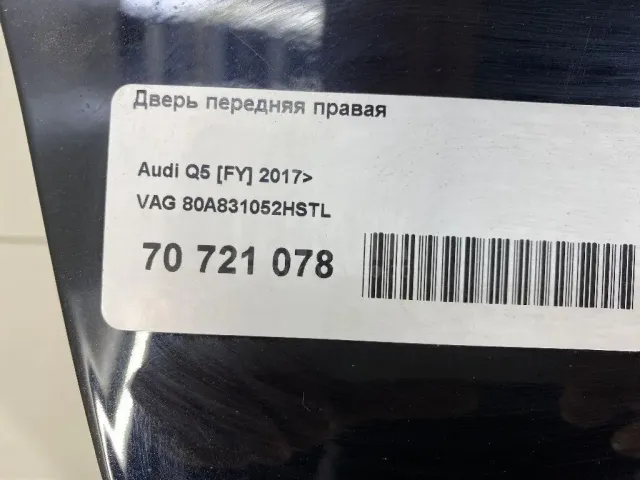 Дверь передняя правая
Audi Q5 [FY] 2017>
VAG 80A831052HSTL
70 721 078